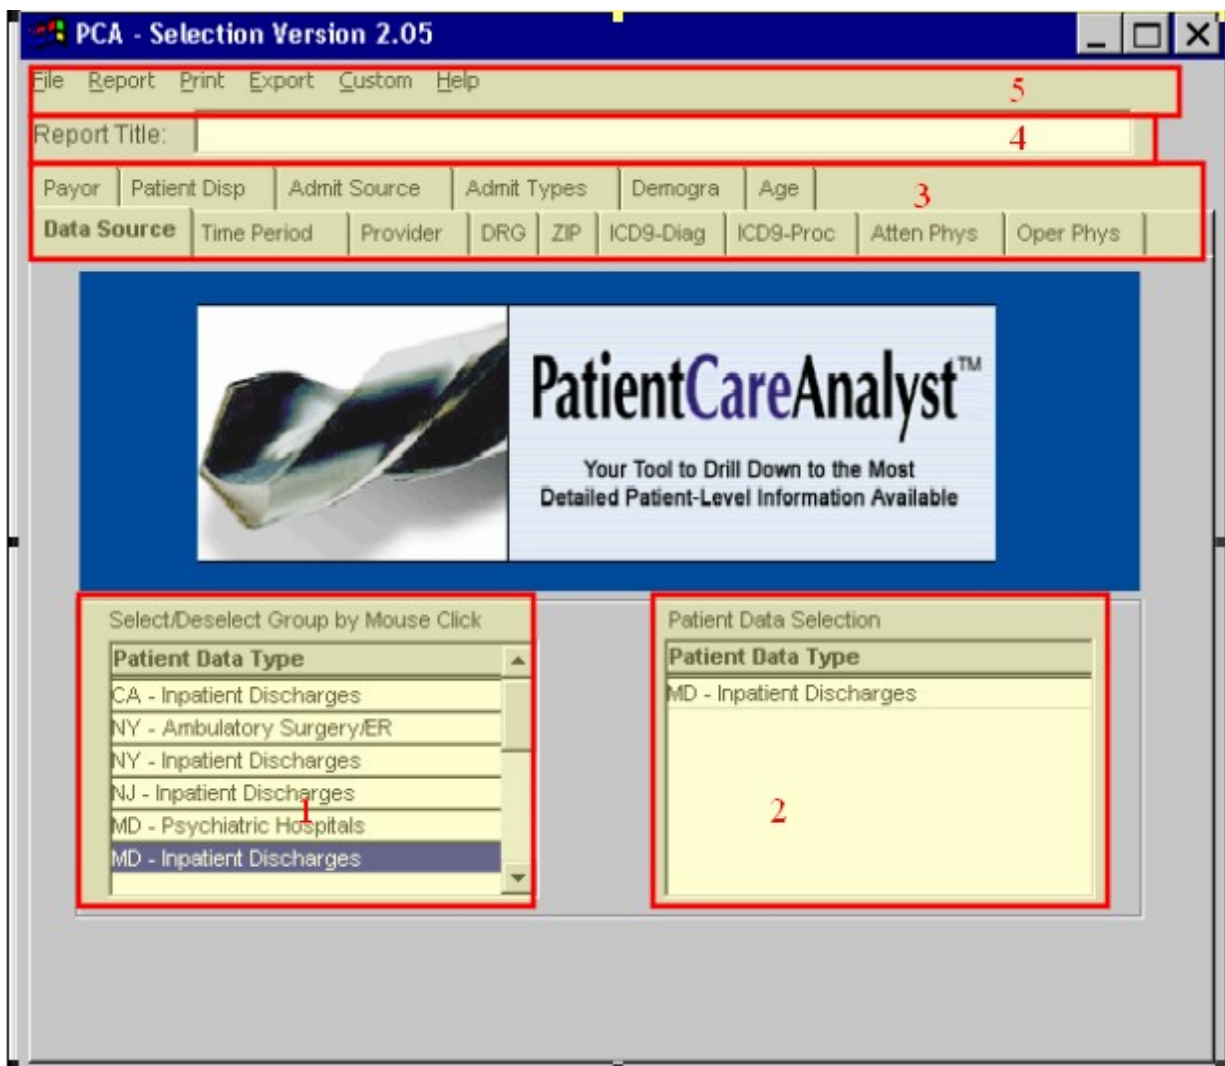 PCA - Selection Version 2.05
File Report Print Export Custom Help
5
Report Title:
4
Payor Patient Disp Admit Source Admit Types Demogra Age
3
Data Source Time Period Provider DRG ZIP ICD9-Diag ICD9-Proc Atten Phys Oper Phys
PatientCareAnalyst™
Your Tool to Drill Down to the Most
Detailed Patient-Level Information Available
Select/Deselect Group by Mouse Click
Patient Data Type
CA - Inpatient Discharges
NY - Ambulatory Surgery/ER
NY - Inpatient Discharges
NJ - Inpatient Discharges
1
MD - Psychiatric Hospitals
MD - Inpatient Discharges
Patient Data Selection
Patient Data Type
MD - Inpatient Discharges
2